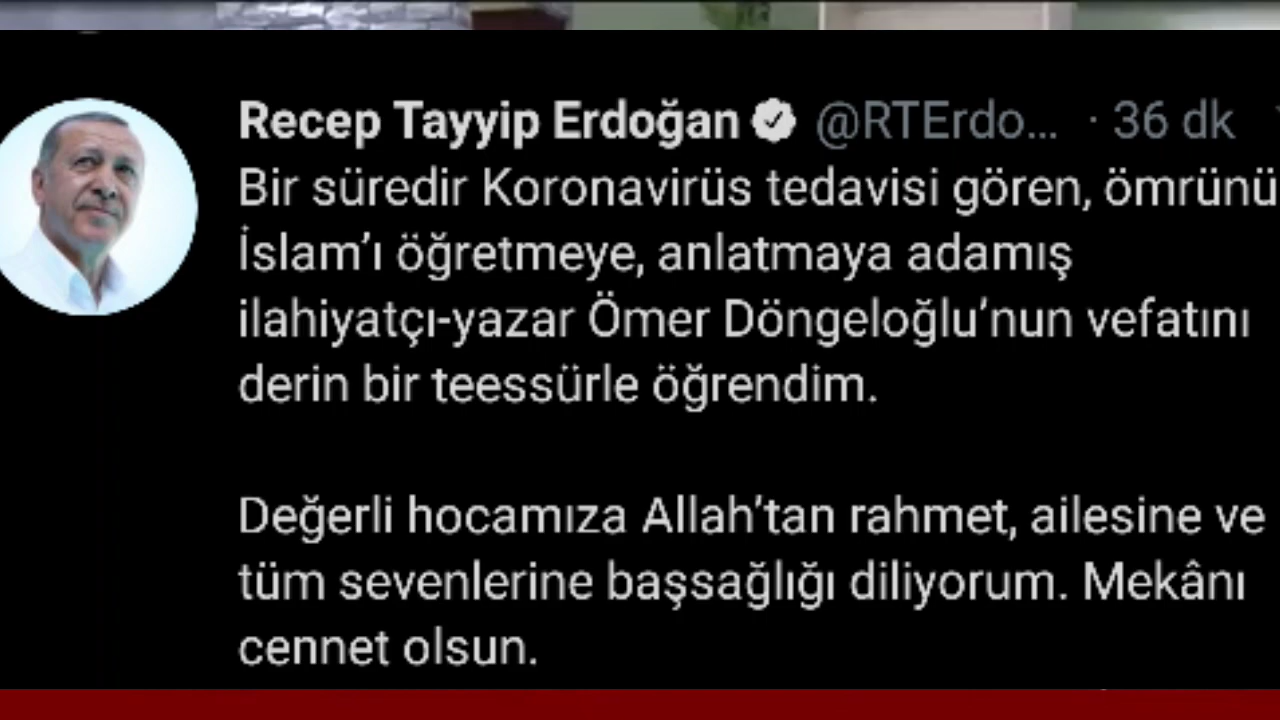 Recep Tayyip Erdoğan @RTErdo... · 36 dk
Bir süredir Koronavirüs tedavisi gören, ömrünü
İslam’ı öğretmeye, anlatmaya adamış
ilahiyatçı-yazar Ömer Döngeloğlu’nun vefatını
derin bir teessürle öğrendim.
Değerli hocamıza Allah’tan rahmet, ailesine ve
tüm sevenlerine başsağlığı diliyorum. Mekânı
cennet olsun.